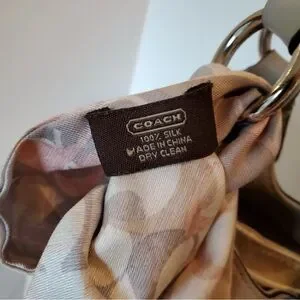 COACH
100% SILK
MADE IN CHINA
DRY CLEAN